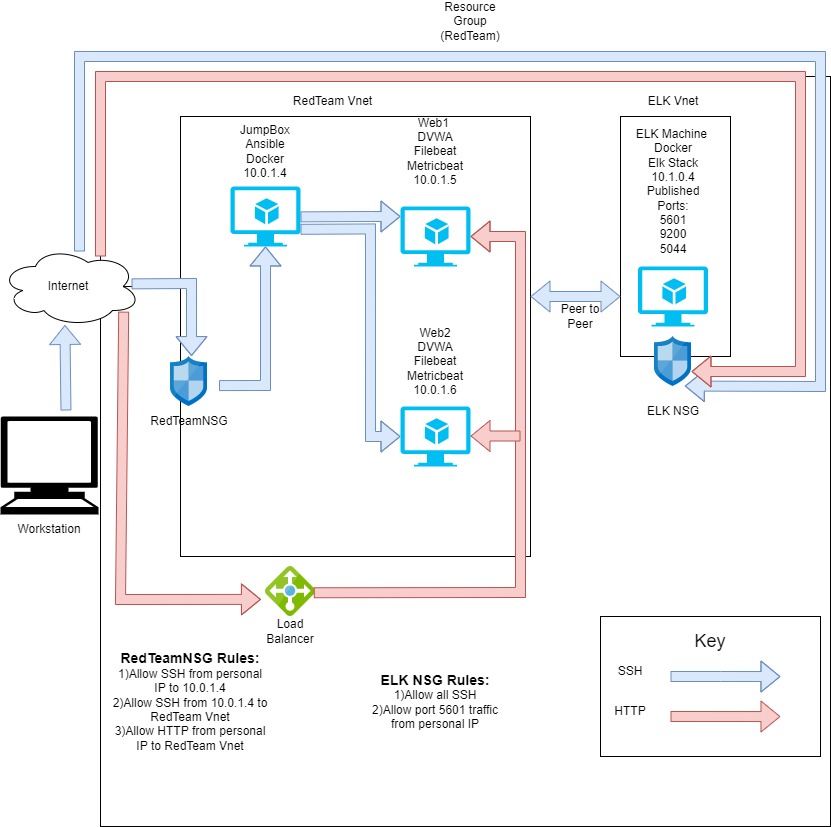 Resource
Group
(RedTeam)
RedTeam Vnet
ELK Vnet
JumpBox
Ansible
Docker
10.0.1.4
Web1
DVWA
Filebeat
Metricbeat
10.0.1.5
ELK Machine
Docker
Elk Stack
10.1.0.4
Published
Ports:
5601
9200
5044
Internet
Peer to
Peer
Web2
DVWA
Filebeat
Metricbeat
10.0.1.6
RedTeamNSG
ELK NSG
Workstation
Load
Balancer
RedTeamNSG Rules:
1)Allow SSH from personal
IP to 10.0.1.4
2)Allow SSH from 10.0.1.4 to
RedTeam Vnet
3)Allow HTTP from personal
IP to RedTeam Vnet
ELK NSG Rules:
1)Allow all SSH
2)Allow port 5601 traffic
from personal IP
Key
SSH
HTTP